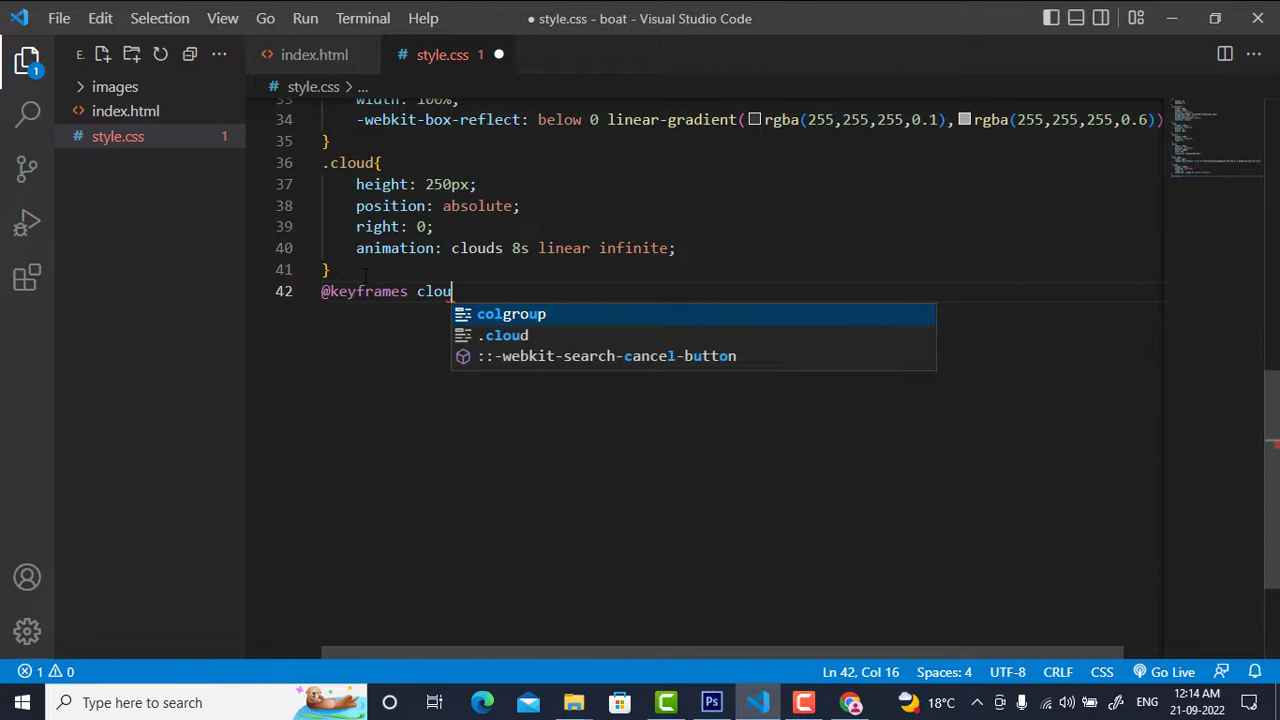 File Edit Selection View Go Run Terminal Help ● style.css - boat - Visual Studio Code
E.
index.html
# style.css 1
# style.css > ...
images
index.html
style.css 1
33 width: 100%;
34 -webkit-box-reflect: below 0 linear-gradient(rgba(255,255,255,0.1),rgba(255,255,255,0.6))
35 }
36 .cloud{
37 height: 250px;
38 position: absolute;
39 right: 0;
40 animation: clouds 8s linear infinite;
41 }
42 @keyframes clou
colgroup
.cloud
::-webkit-search-cancel-button
1
1 0
Ln 42, Col 16 Spaces: 4 UTF-8 CRLF CSS Go Live
Type here to search
Ps
18°C
ENG
12:14 AM
21-09-2022